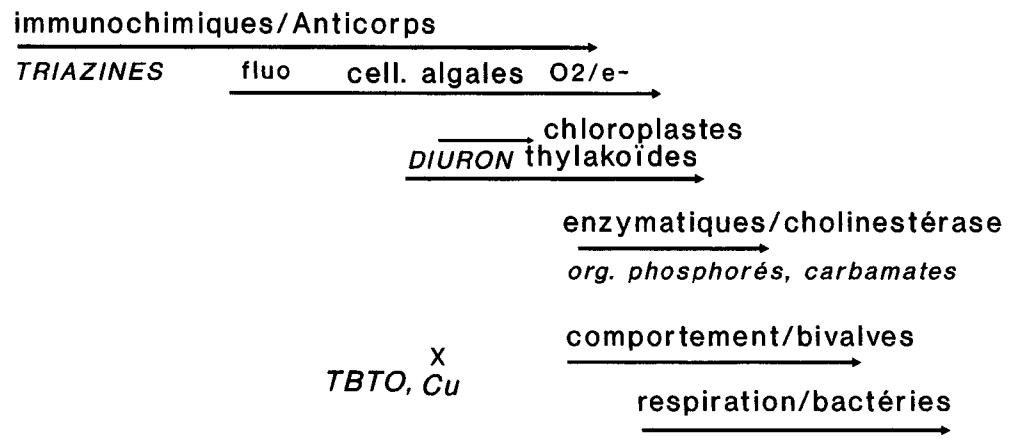 immunochimiques/Anticorps
TRIAZINES fluo cell. algales O2/e-
chloroplastes
DIURON thylakoïdes
enzymatiques/cholinestérase
org. phosphorés, carbamates
comportement/bivalves
X
TBTO, Cu
respiration/bactéries